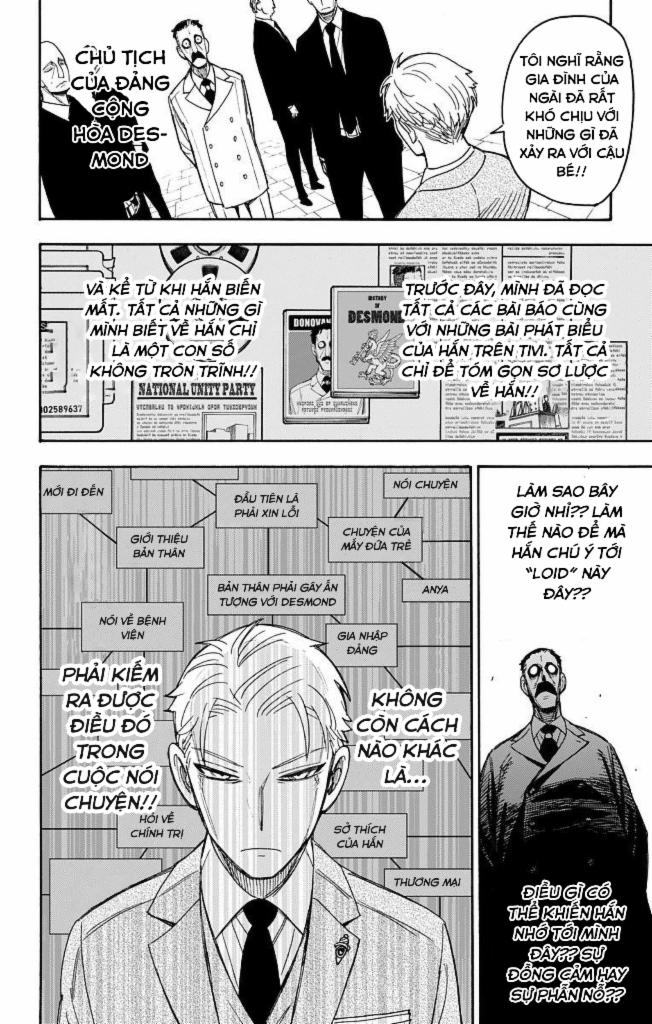 TÔI NGHĨ RẰNG
GIA ĐÌNH CỦA
NGÀI ĐÃ RẤT
KHÓ CHỊU VỚI
NHỮNG GÌ ĐÃ
XẢY RA VỚI CẬU
BÉ!!
CHỦ TỊCH
CỦA ĐẢNG
CỘNG
HÒA DES-
MOND
TRƯỚC ĐÂY, MÌNH ĐÃ ĐỌC
TẤT CẢ CÁC BÀI BÁO CÙNG
VỚI NHỮNG BÀI PHÁT BIỂU
CỦA HẮN TRÊN TIVI. TẤT CẢ
CHỈ ĐỂ TÓM GỌN SƠ LƯỢC
VỀ HẮN!!
VÀ KỂ TỪ KHI HẮN BIẾN
MẤT. TẤT CẢ NHỮNG GÌ
MÌNH BIẾT VỀ HẮN CHỈ
LÀ MỘT CON SỐ
KHÔNG TRÒN TRĨNH!!
HISTORY
OF
DESMOND
DONOVAN
NATIONAL UNITY PARTY
02589637
LÀM SAO BÂY
GIỜ NHỈ?? LÀM
THẾ NÀO ĐỂ MÀ
HẮN CHÚ Ý TỚI
“LOID” NÀY
ĐÂY??
ĐIỀU GÌ CÓ
THỂ KHIẾN HẮN
NHỚ TỚI MÌNH
ĐÂY?? SỰ
ĐỒNG CẢM HAY
SỰ PHẪN NỘ??
NÓI CHUYỆN
MỚI ĐI ĐẾN
ĐẦU TIÊN LÀ
PHẢI XIN LỖI
GIỚI THIỆU
BẢN THÂN
CHUYỆN CỦA
MẤY ĐỨA TRẺ
ANYA
BẢN THÂN PHẢI GÂY ẤN
TƯỢNG VỚI DESMOND
NÓI VỀ BỆNH
VIỆN
GIA NHẬP
ĐẢNG
KHÔNG
CÒN CÁCH
NÀO KHÁC
LÀ...
PHẢI KIẾM
RA ĐƯỢC
ĐIỀU ĐÓ
TRONG
CUỘC NÓI
CHUYỆN!!
HỎI VỀ
CHÍNH TRỊ
SỞ THÍCH
CỦA HẮN
THƯƠNG MẠI